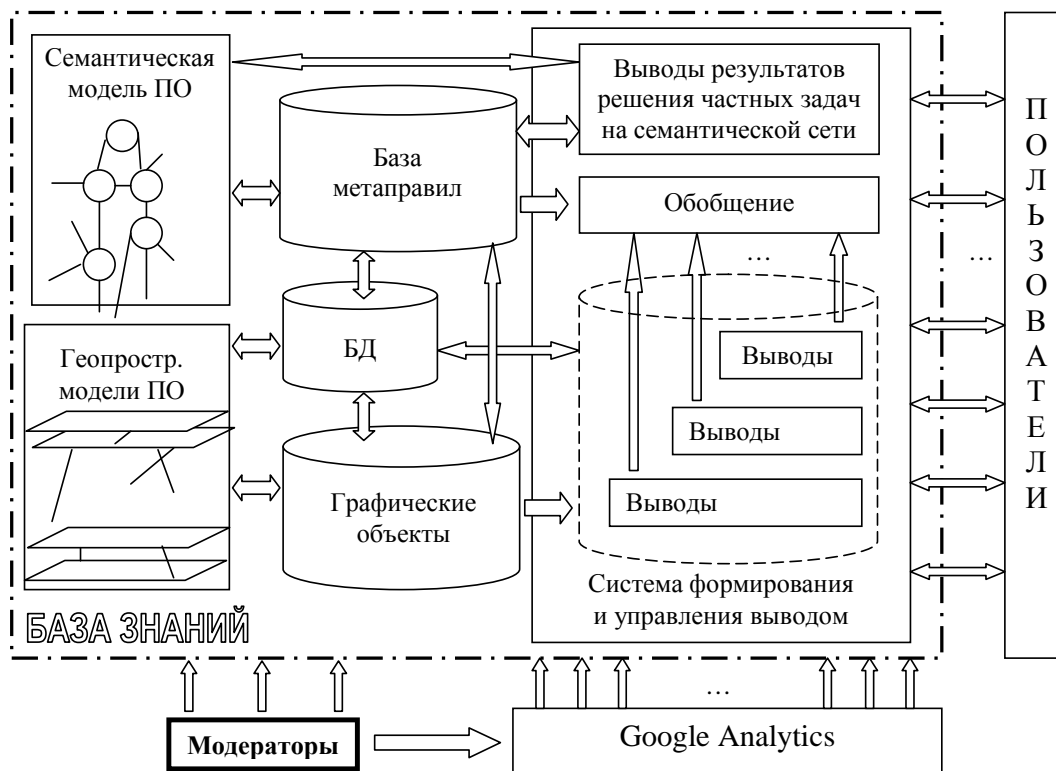 Семантическая
модель ПО
Выводы результатов
решения частных задач
на семантической сети
База
метаправил
Обобщение
...
БД
Геопростр.
модели ПО
Выводы
Выводы
Выводы
Графические
объекты
Система формирования
и управления выводом
БАЗА ЗНАНИЙ
...
ПОЛЬЗОВАТЕЛИ
...
Модераторы
Google Analytics